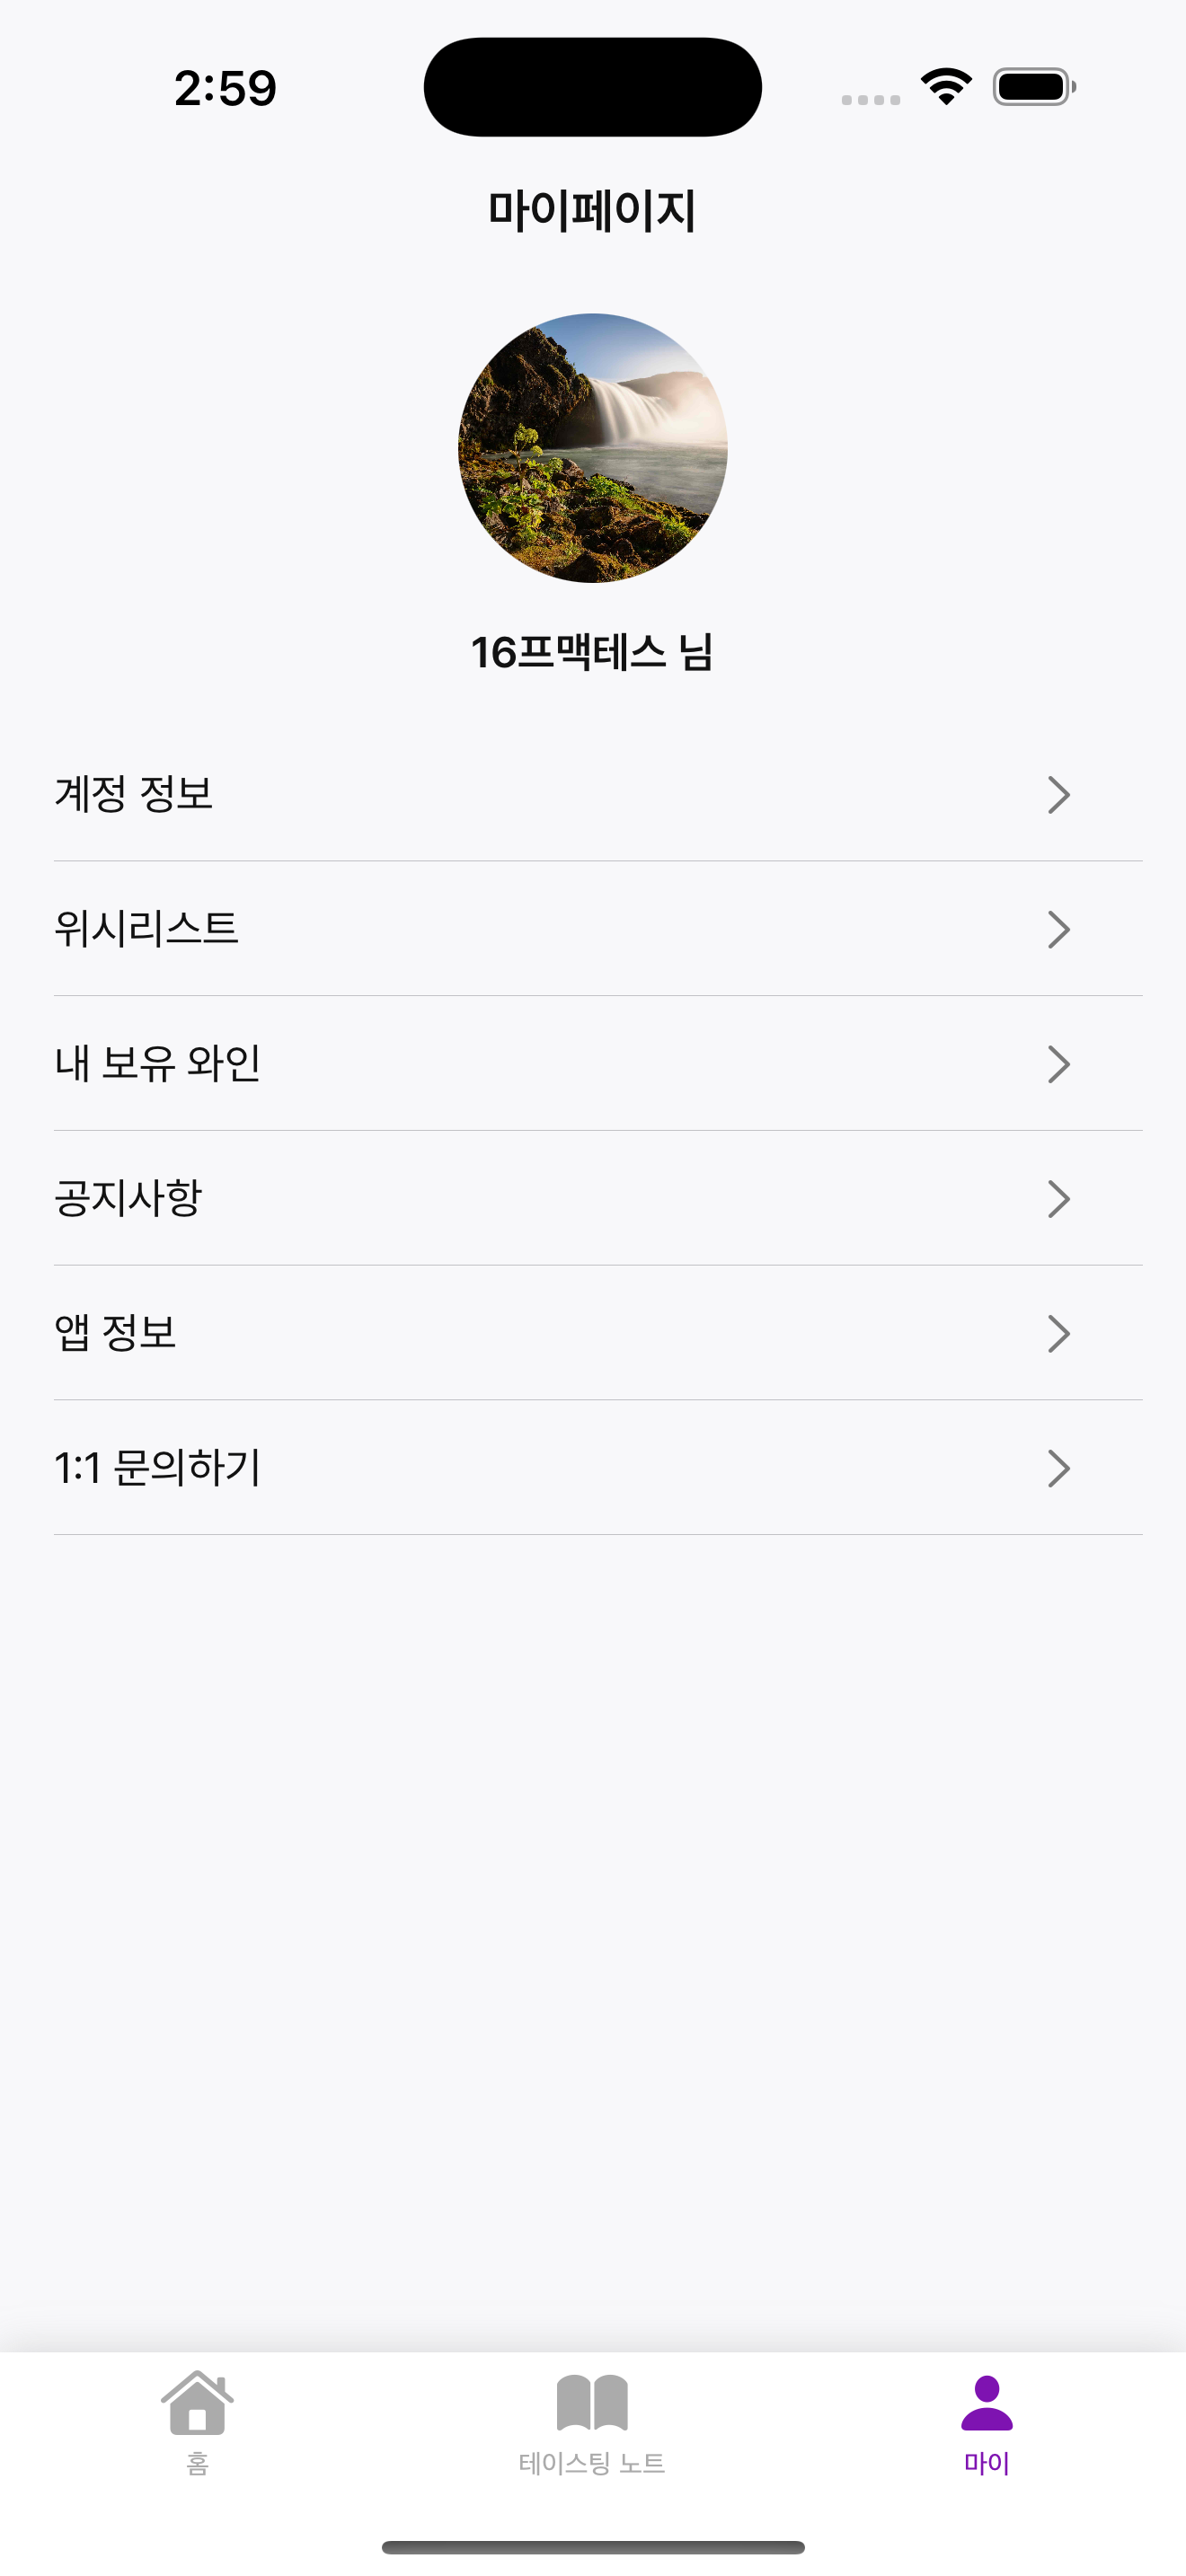 2:59
마이페이지
16프맥테스 님
계정 정보
위시리스트
내 보유 와인
공지사항
앱 정보
1:1 문의하기
홈
테이스팅 노트
마이